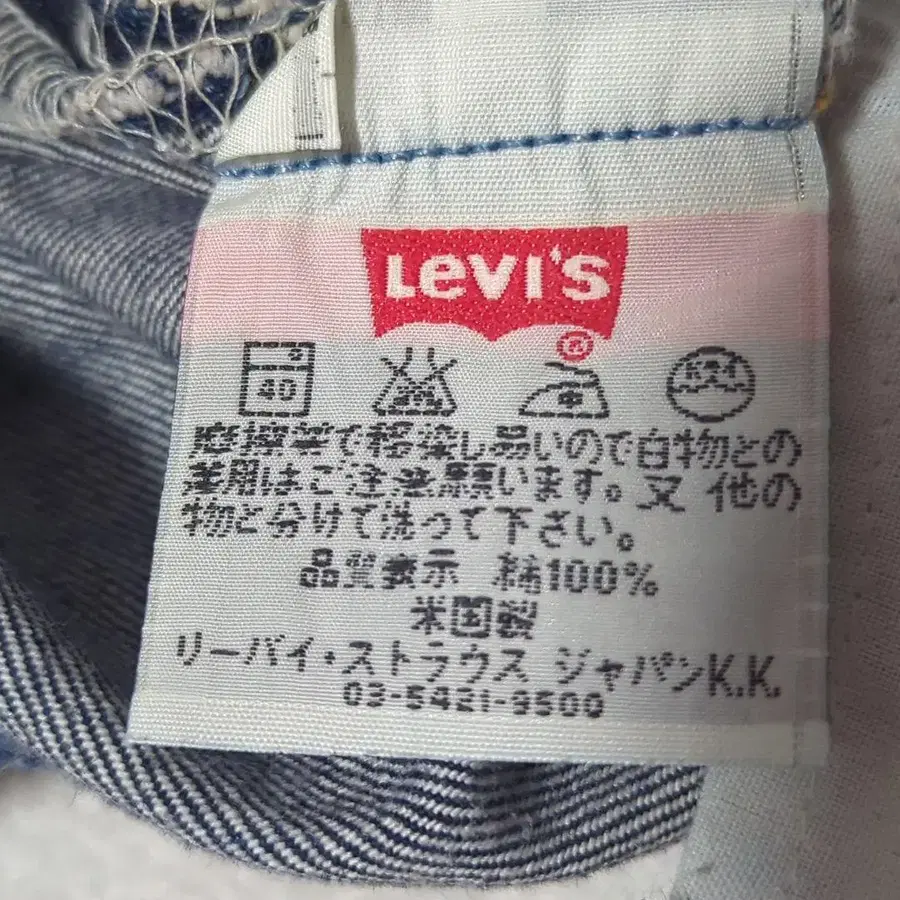 LEVI'S
®
40
摩擦等で移染し易いので白物との
着用はご注意願います。又 他の
物と分けて洗って下さい。
品質表示 綿100%
米国製
リーバイ・ストラウス ジャパンK.K.
03-5421-9500